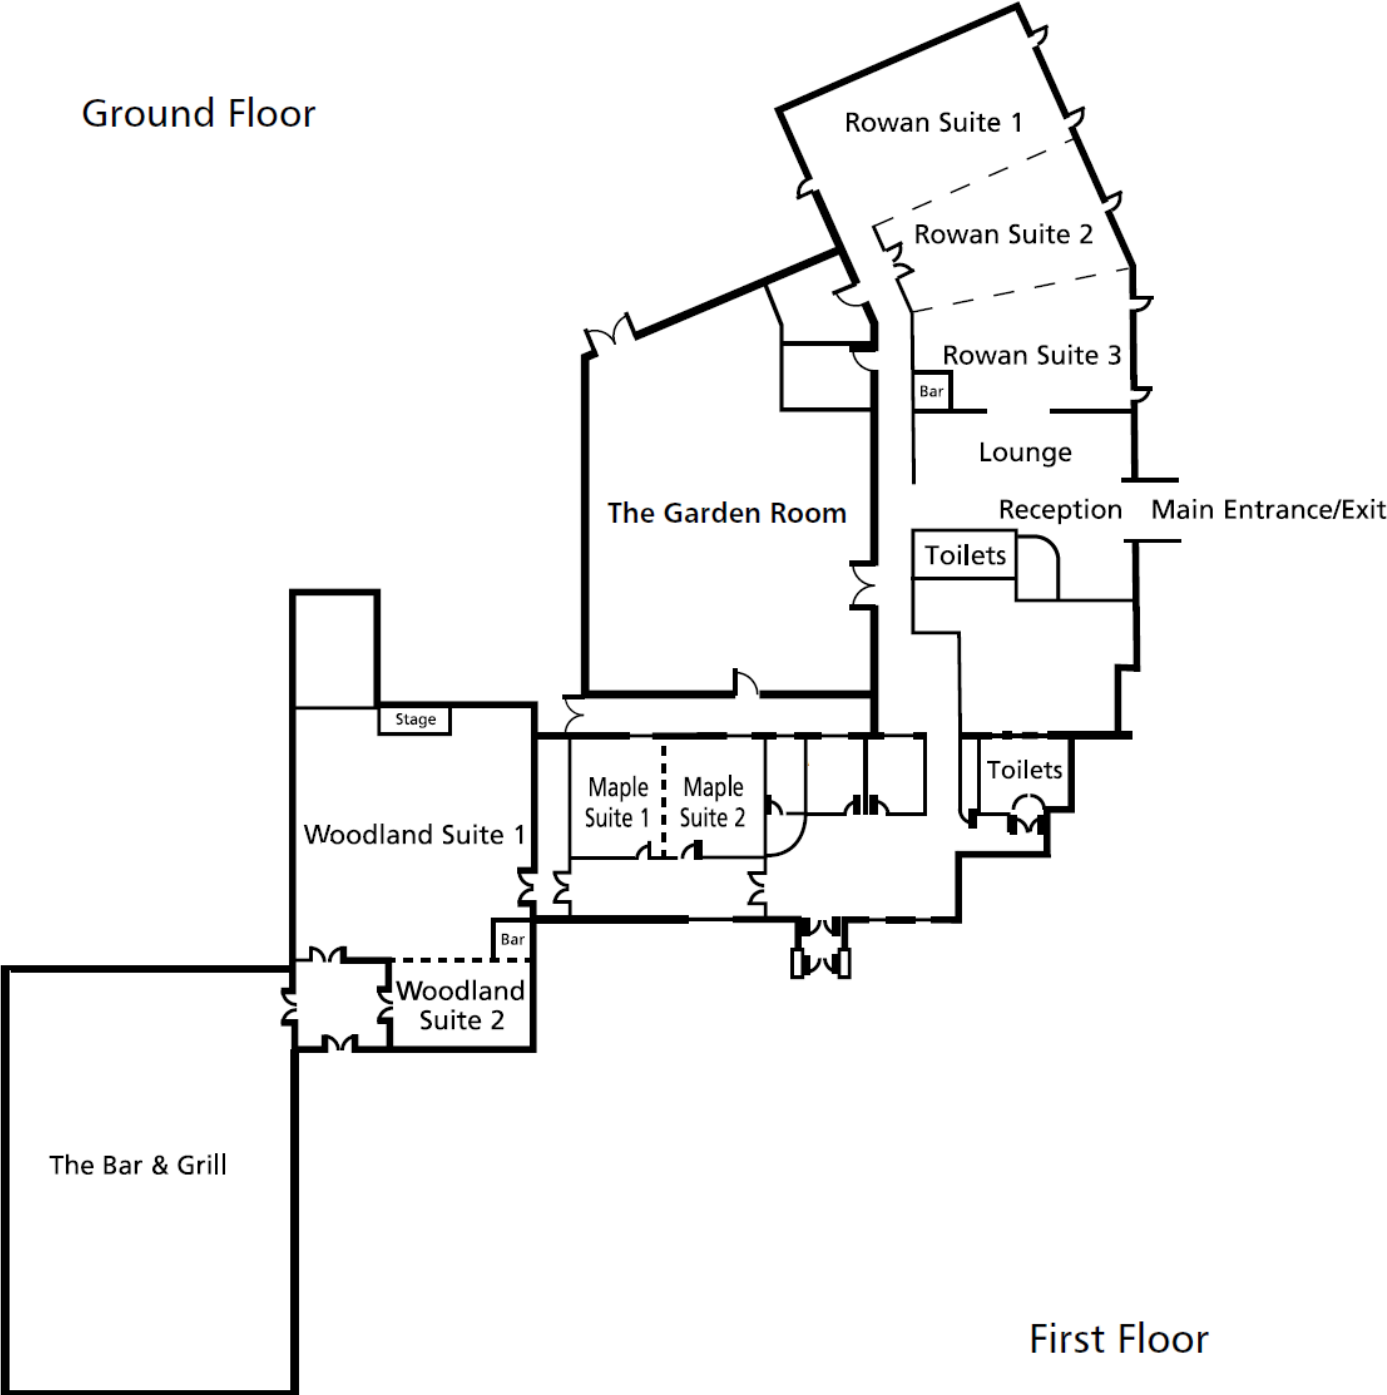 Ground Floor
Rowan Suite 1
Rowan Suite 2
Rowan Suite 3
Bar
Lounge
Reception
Main Entrance/Exit
The Garden Room
Toilets
Stage
Toilets
Maple
Suite 1
Maple
Suite 2
Woodland Suite 1
Bar
Woodland
Suite 2
The Bar & Grill
First Floor